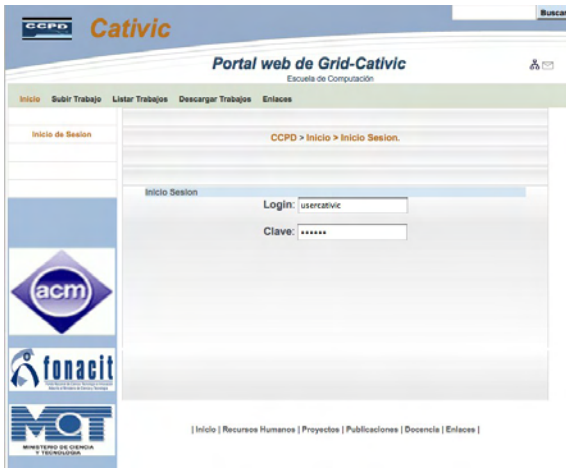 Buscar
CCPD
Cativic
Portal web de Grid-Cativic
Escuela de Computación
Inicio Subir Trabajo Listar Trabajos Descargar Trabajos Enlaces
Inicio de Sesion
CCPD > Inicio > Inicio Sesion.
Inicio Sesion
Login: usercativic
Clave: ••••••
acm
fonacit
MCT
MINISTERIO DE CIENCIA
Y TECNOLOGIA
| Inicio | Recursos Humanos | Proyectos | Publicaciones | Docencia | Enlaces |